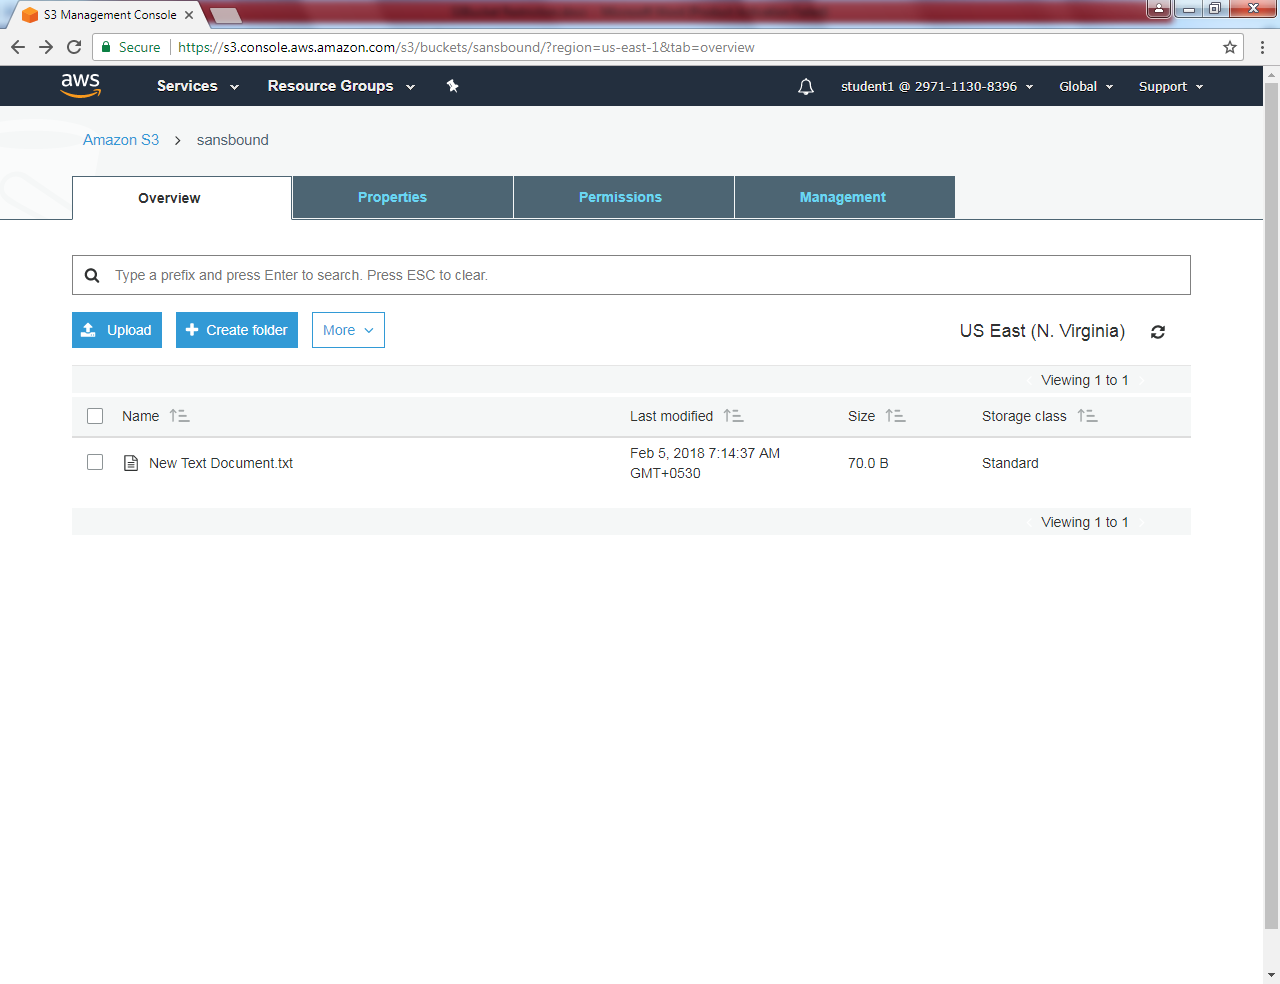 S3 Management Console
Secure https://s3.console.aws.amazon.com/s3/buckets/sansbound/?region=us-east-1&tab=overview
aws Services Resource Groups student1 @ 2971-1130-8396 Global Support
Amazon S3 > sansbound
Overview Properties Permissions Management
Type a prefix and press Enter to search. Press ESC to clear.
Upload Create folder More US East (N. Virginia)
Viewing 1 to 1
Name Last modified Size Storage class
New Text Document.txt Feb 5, 2018 7:14:37 AM GMT+0530 70.0 B Standard
Viewing 1 to 1